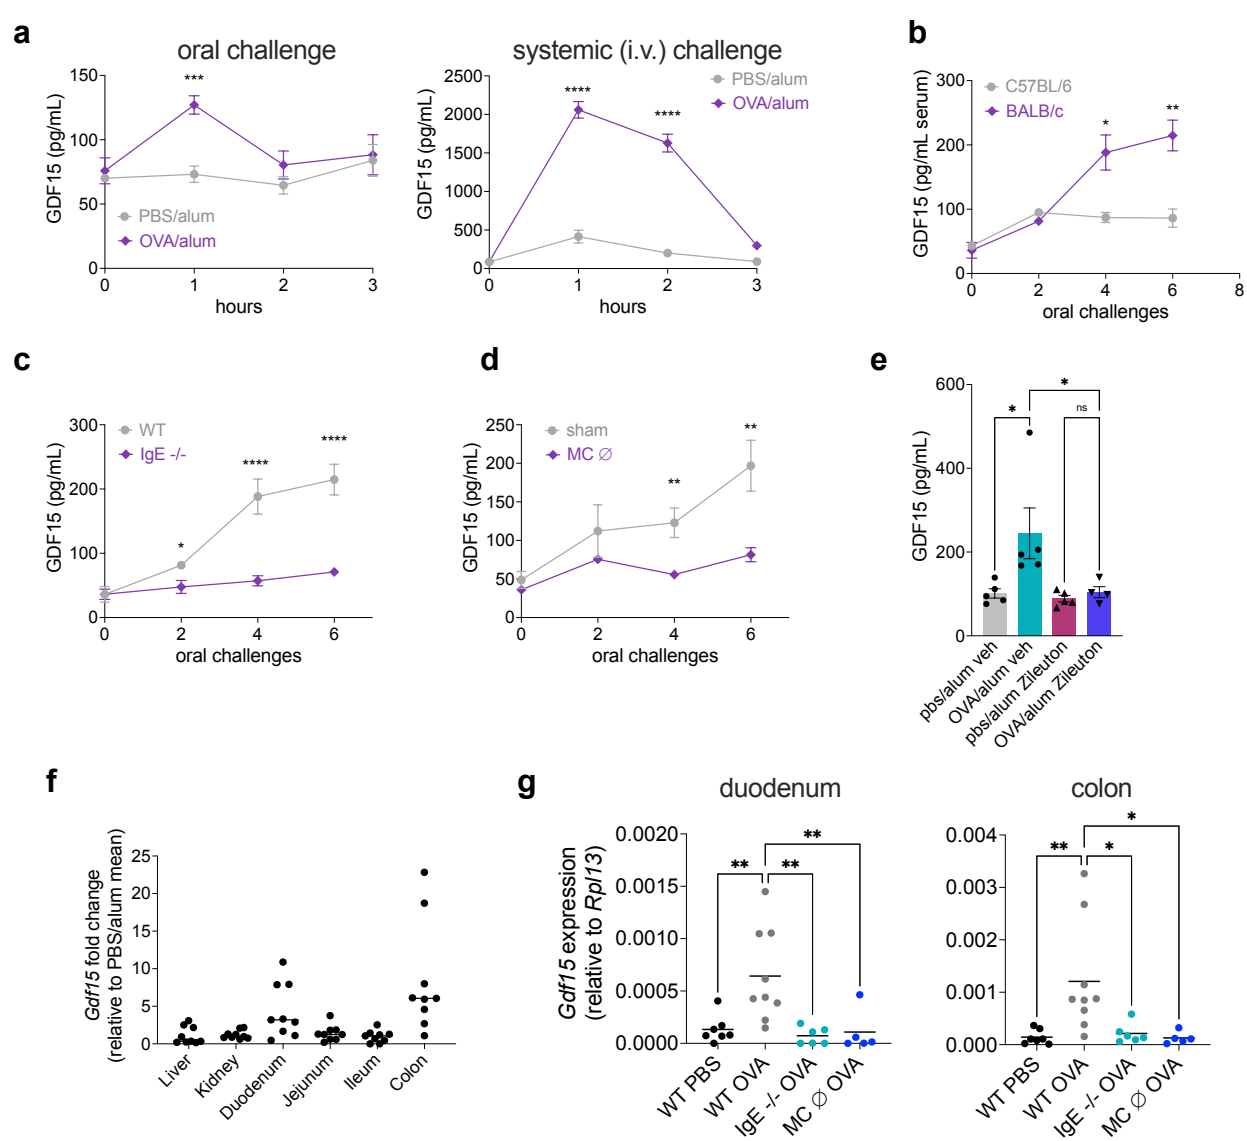 a
oral challenge
GDF15 (pg/mL)
150
100
50
0
***
PBS/alum
OVA/alum
0 1 2 3
hours
systemic (i.v.) challenge
GDF15 (pg/mL)
2500
2000
1500
1000
500
0
****
****
PBS/alum
OVA/alum
0 1 2 3
hours
b
GDF15 (pg/mL serum)
300
200
100
0
C57BL/6
BALB/c
*
**
0 2 4 6 8
oral challenges
c
GDF15 (pg/mL)
300
200
100
0
WT
IgE -/-
*
****
****
0 2 4 6
oral challenges
d
GDF15 (pg/mL)
250
200
150
100
50
0
sham
MC ∅
**
**
0 2 4 6
oral challenges
e
GDF15 (pg/mL)
600
400
200
0
*
*
ns
pbs/alum veh
OVA/alum veh
pbs/alum Zileuton
OVA/alum Zileuton
f
Gdf15 fold change
(relative to PBS/alum mean)
25
20
15
10
5
0
Liver
Kidney
Duodenum
Jejunum
Ileum
Colon
g
duodenum
Gdf15 expression
(relative to Rpl13)
0.0020
0.0015
0.0010
0.0005
0.0000
**
**
**
WT PBS
WT OVA
IgE -/- OVA
MC ∅ OVA
colon
0.004
0.003
0.002
0.001
0.000
*
**
*
WT PBS
WT OVA
IgE -/- OVA
MC ∅ OVA